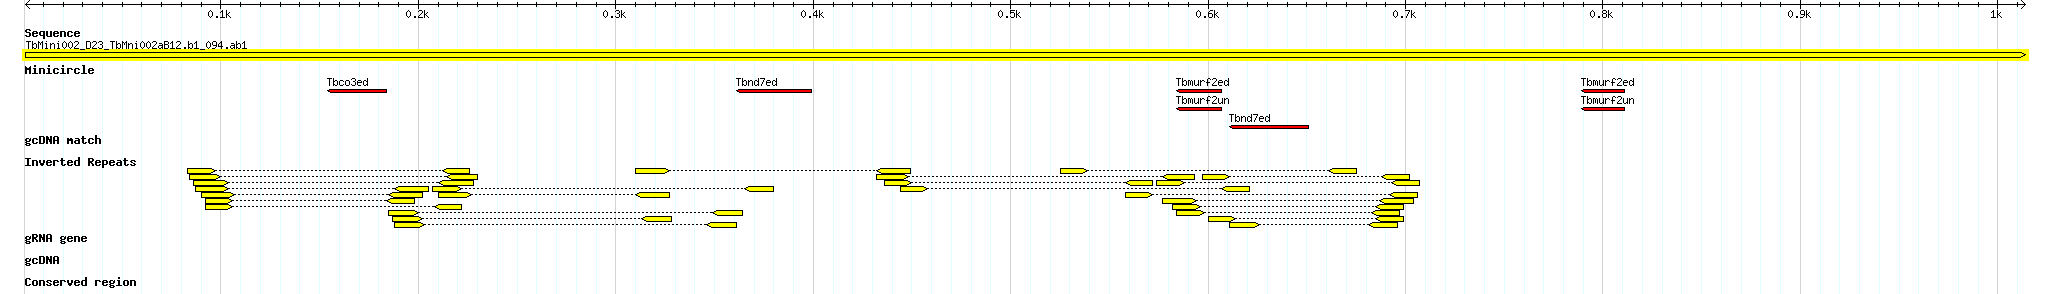 0.1k 0.2k 0.3k 0.4k 0.5k 0.6k 0.7k 0.8k 0.9k 1k
Sequence
TbMini002_D23_TbMni002aB12.b1_094.ab1
Minicircle
Tbco3ed Tbnd7ed Tbmurf2ed Tbmurf2ed
Tbmurf2un Tbmurf2un
Tbnd7ed
gcDNA match
Inverted Repeats
gRNA gene
gcDNA
Conserved region